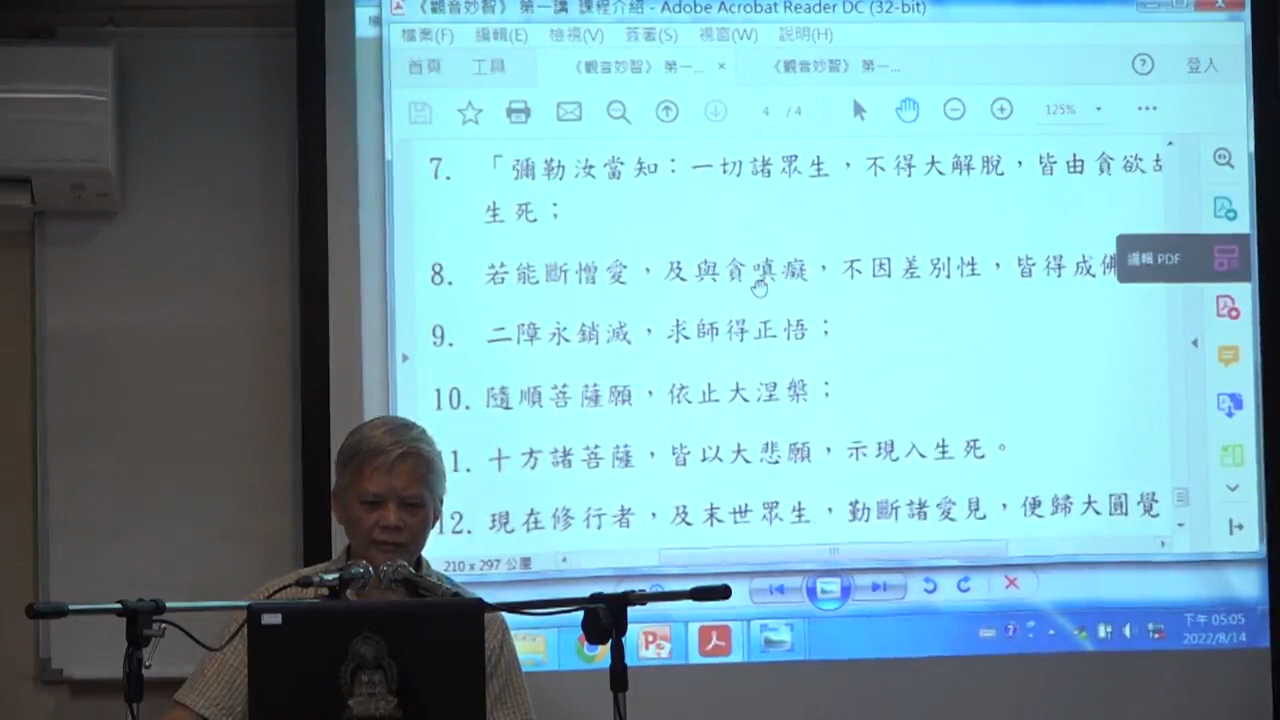 《觀音妙智》 第一講 課程介紹 - Adobe Acrobat Reader DC (32-bit)
檔案(F) 編輯(E) 檢視(V) 簽署(S) 視窗(W) 說明(H)
首頁 工具 《觀音妙智》 第一... × 《觀音妙智》 第一... 登入
4 / 4 125%
7. 「彌勒汝當知：一切諸眾生，不得大解脫，皆由貪欲故
生死；
8. 若能斷憎愛，及與貪嗔癡，不因差別性，皆得成佛
編輯 PDF
9. 二障永銷滅，求師得正悟；
10. 隨順菩薩願，依止大涅槃；
1. 十方諸菩薩，皆以大悲願，示現入生死。
12. 現在修行者，及末世眾生，勤斷諸愛見，便歸大圓覺
210 x 297 公厘
下午 05:05
2022/8/14